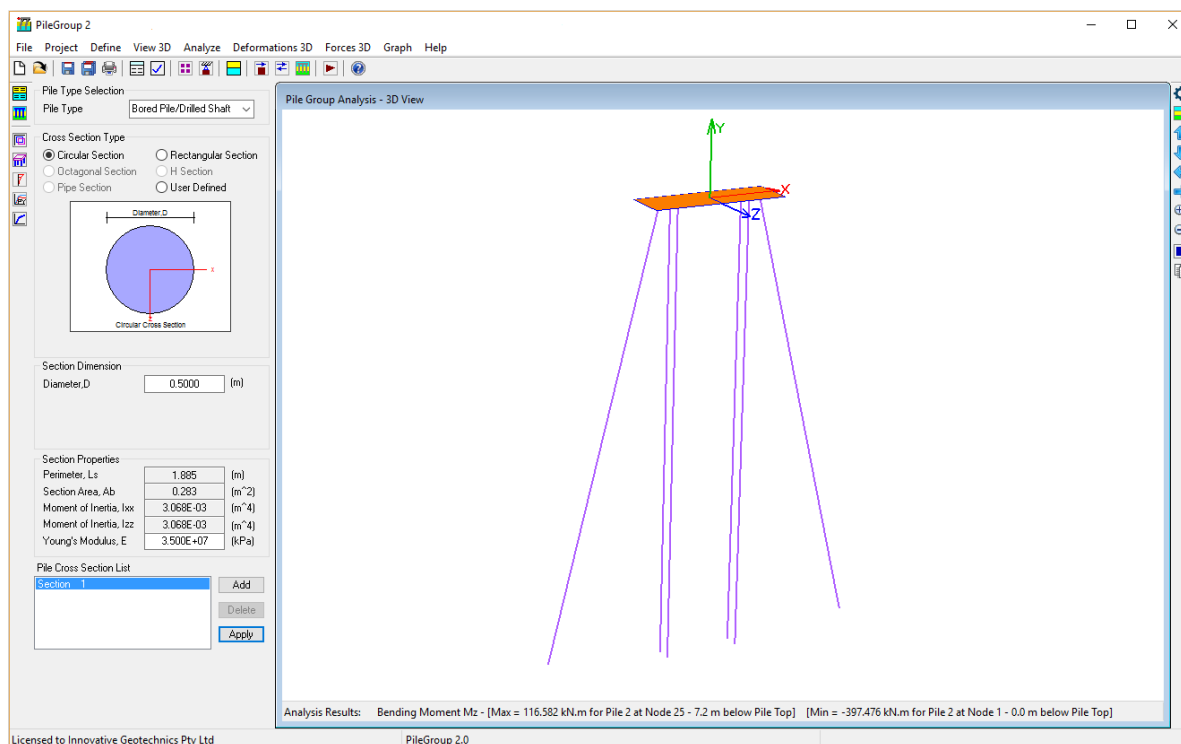 PileGroup 2
File Project Define View 3D Analyze Deformations 3D Forces 3D Graph Help
Pile Type Selection
Pile Type Bored Pile/Drilled Shaft
Cross Section Type
Circular Section Rectangular Section
Octagonal Section H Section
Pipe Section User Defined
Diameter,D
x
z
Circular Cross Section
Section Dimension
Diameter,D 0.5000 (m)
Section Properties
Perimeter, Ls 1.885 (m)
Section Area, Ab 0.283 (m^2)
Moment of Inertia, Ixx 3.068E-03 (m^4)
Moment of Inertia, Izz 3.068E-03 (m^4)
Young's Modulus, E 3.500E+07 (kPa)
Pile Cross Section List
Section 1
Add
Delete
Apply
Pile Group Analysis - 3D View
Y
X
Z
Analysis Results: Bending Moment Mz - [Max = 116.582 kN.m for Pile 2 at Node 25 - 7.2 m below Pile Top] [Min = -397.476 kN.m for Pile 2 at Node 1 - 0.0 m below Pile Top]
Licensed to Innovative Geotechnics Pty Ltd PileGroup 2.0